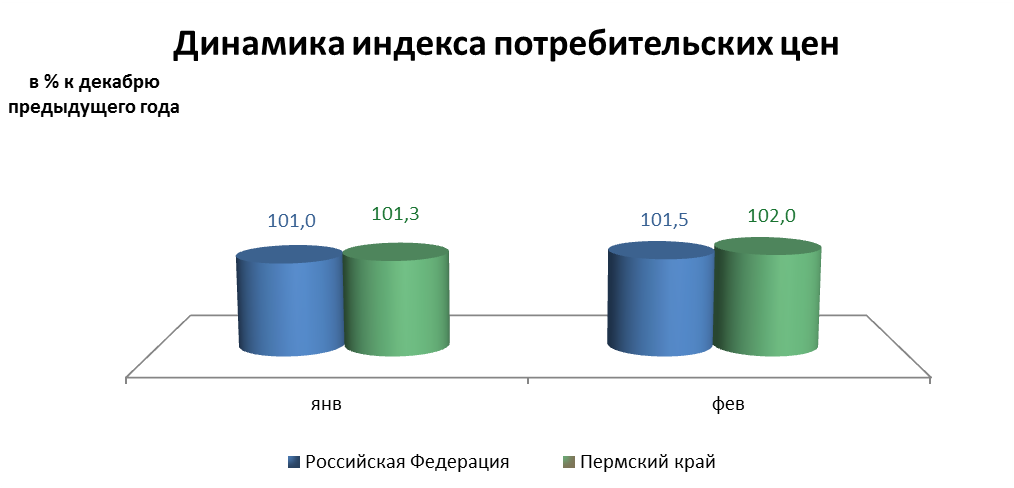 Динамика индекса потребительских цен
в % к декабрю
предыдущего года
101,0
101,3
101,5
102,0
янв
фев
Российская Федерация
Пермский край